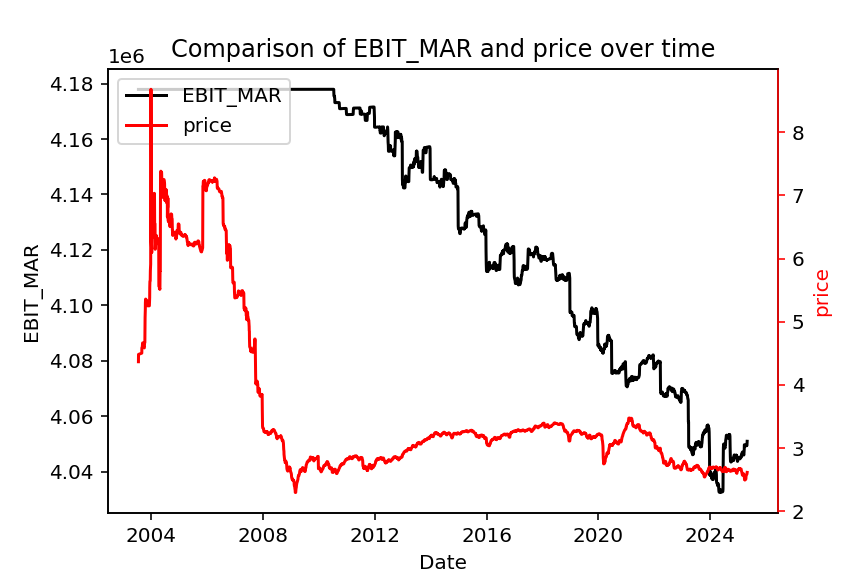 Comparison of EBIT_MAR and price over time
1e6
EBIT_MAR
price
4.18
4.16
4.14
4.12
4.10
4.08
4.06
4.04
EBIT_MAR
8
7
6
5
4
3
2
price
2004 2008 2012 2016 2020 2024
Date